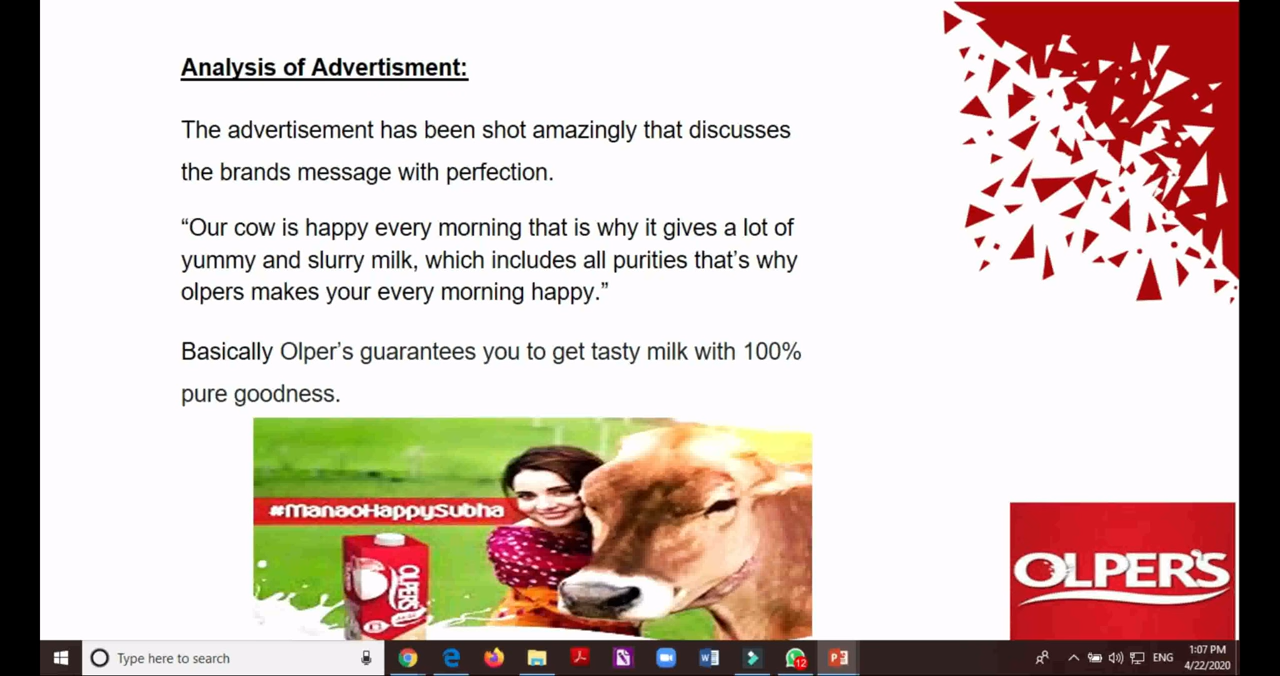 Analysis of Advertisment:
The advertisement has been shot amazingly that discusses
the brands message with perfection.
“Our cow is happy every morning that is why it gives a lot of
yummy and slurry milk, which includes all purities that’s why
olpers makes your every morning happy.”
Basically Olper’s guarantees you to get tasty milk with 100%
pure goodness.
#ManaoHappySubha
OLPERS
OLPER'S
Type here to search
12
ENG
1:07 PM
4/22/2020